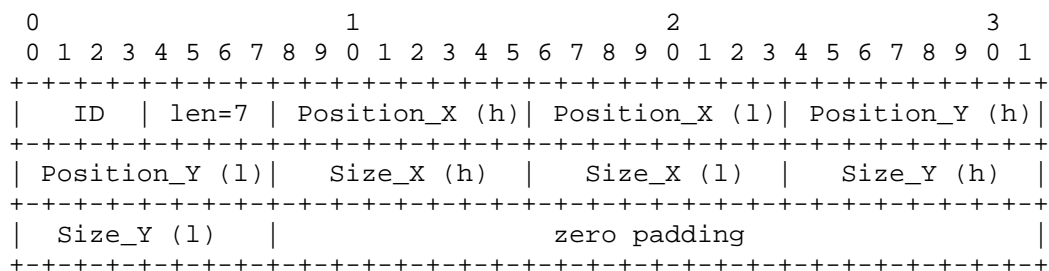 0                   1                   2                   3
 0 1 2 3 4 5 6 7 8 9 0 1 2 3 4 5 6 7 8 9 0 1 2 3 4 5 6 7 8 9 0 1
+-+-+-+-+-+-+-+-+-+-+-+-+-+-+-+-+-+-+-+-+-+-+-+-+-+-+-+-+-+-+-+-+
|   ID  | len=7 | Position_X (h)| Position_X (l)| Position_Y (h)|
+-+-+-+-+-+-+-+-+-+-+-+-+-+-+-+-+-+-+-+-+-+-+-+-+-+-+-+-+-+-+-+-+
| Position_Y (l)|   Size_X (h)  |   Size_X (l)  |   Size_Y (h)  |
+-+-+-+-+-+-+-+-+-+-+-+-+-+-+-+-+-+-+-+-+-+-+-+-+-+-+-+-+-+-+-+-+
|  Size_Y (l)   |                 zero padding                  |
+-+-+-+-+-+-+-+-+-+-+-+-+-+-+-+-+-+-+-+-+-+-+-+-+-+-+-+-+-+-+-+-+